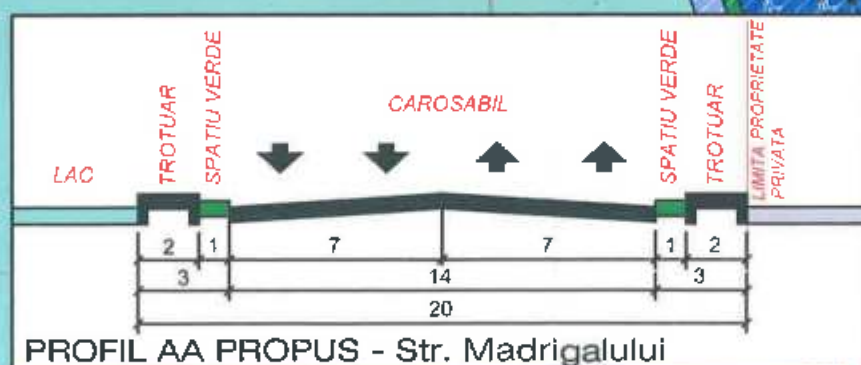 CAROSABIL
LAC
TROTUAR
SPATIU VERDE
SPATIU VERDE
TROTUAR
LIMITA PROPRIETATE
PRIVATA
2 1 7 7 1 2
3 14 3
20
PROFIL AA PROPUS - Str. Madrigalului